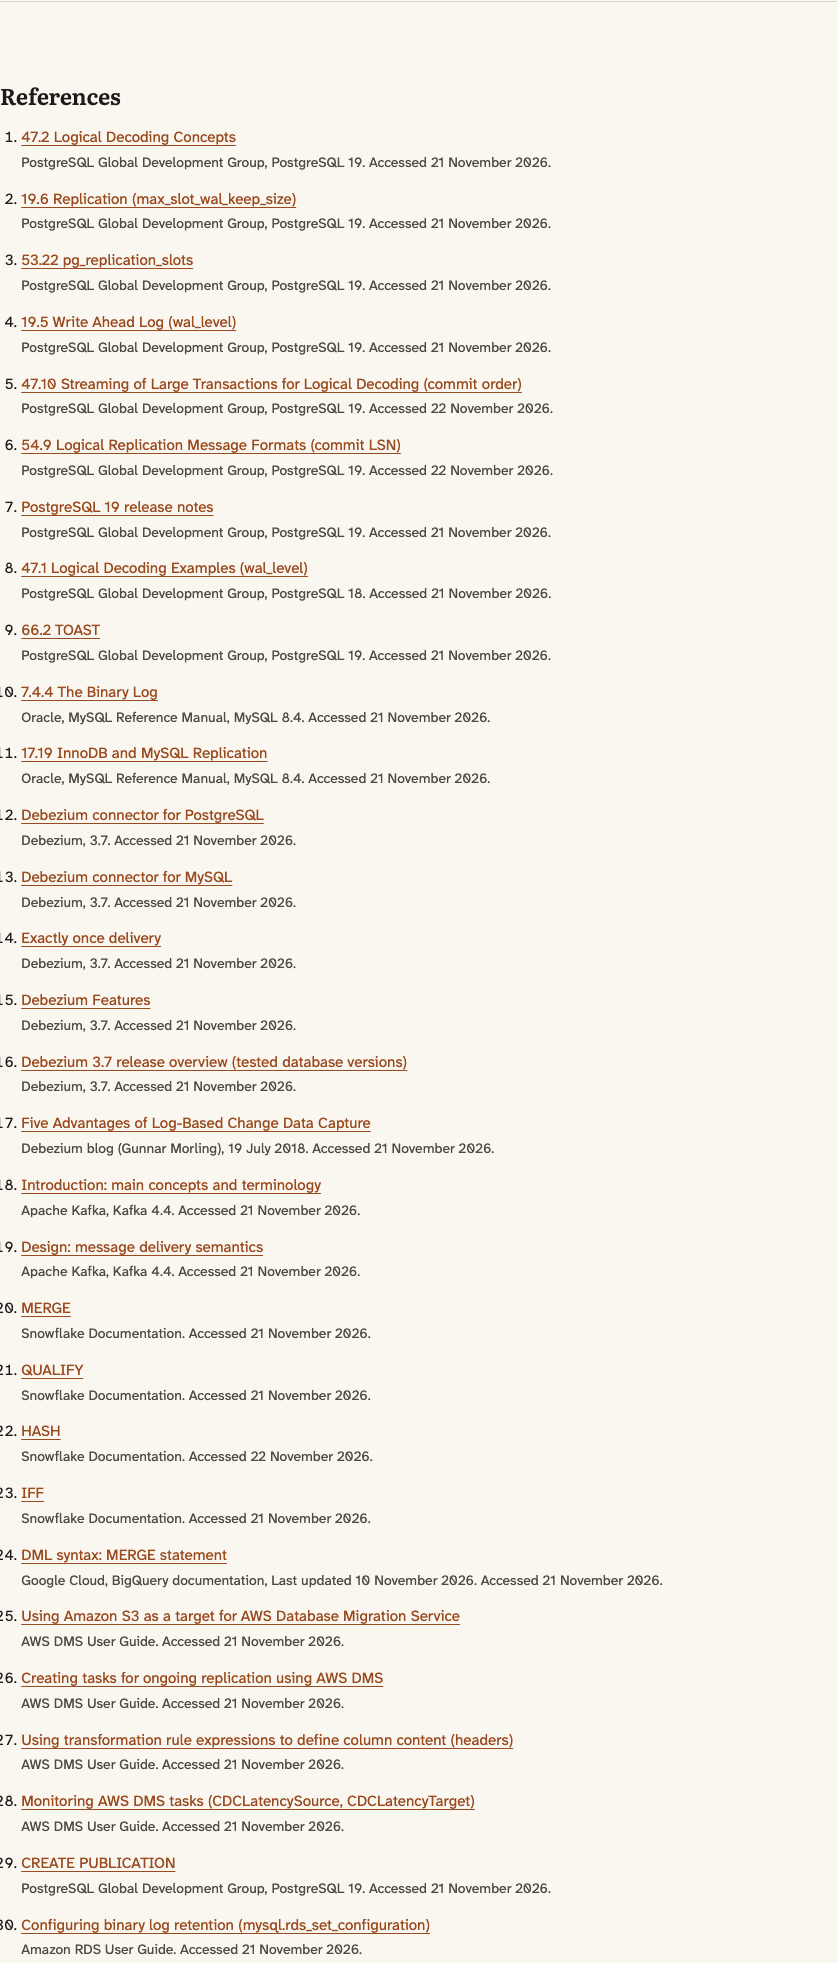 References
1. 47.2 Logical Decoding Concepts
PostgreSQL Global Development Group, PostgreSQL 19. Accessed 21 November 2026.
2. 19.6 Replication (max_slot_wal_keep_size)
PostgreSQL Global Development Group, PostgreSQL 19. Accessed 21 November 2026.
3. 53.22 pg_replication_slots
PostgreSQL Global Development Group, PostgreSQL 19. Accessed 21 November 2026.
4. 19.5 Write Ahead Log (wal_level)
PostgreSQL Global Development Group, PostgreSQL 19. Accessed 21 November 2026.
5. 47.10 Streaming of Large Transactions for Logical Decoding (commit order)
PostgreSQL Global Development Group, PostgreSQL 19. Accessed 22 November 2026.
6. 54.9 Logical Replication Message Formats (commit LSN)
PostgreSQL Global Development Group, PostgreSQL 19. Accessed 22 November 2026.
7. PostgreSQL 19 release notes
PostgreSQL Global Development Group, PostgreSQL 19. Accessed 21 November 2026.
8. 47.1 Logical Decoding Examples (wal_level)
PostgreSQL Global Development Group, PostgreSQL 18. Accessed 21 November 2026.
9. 66.2 TOAST
PostgreSQL Global Development Group, PostgreSQL 19. Accessed 21 November 2026.
10. 7.4.4 The Binary Log
Oracle, MySQL Reference Manual, MySQL 8.4. Accessed 21 November 2026.
11. 17.19 InnoDB and MySQL Replication
Oracle, MySQL Reference Manual, MySQL 8.4. Accessed 21 November 2026.
12. Debezium connector for PostgreSQL
Debezium, 3.7. Accessed 21 November 2026.
13. Debezium connector for MySQL
Debezium, 3.7. Accessed 21 November 2026.
14. Exactly once delivery
Debezium, 3.7. Accessed 21 November 2026.
15. Debezium Features
Debezium, 3.7. Accessed 21 November 2026.
16. Debezium 3.7 release overview (tested database versions)
Debezium, 3.7. Accessed 21 November 2026.
17. Five Advantages of Log-Based Change Data Capture
Debezium blog (Gunnar Morling), 19 July 2018. Accessed 21 November 2026.
18. Introduction: main concepts and terminology
Apache Kafka, Kafka 4.4. Accessed 21 November 2026.
19. Design: message delivery semantics
Apache Kafka, Kafka 4.4. Accessed 21 November 2026.
20. MERGE
Snowflake Documentation. Accessed 21 November 2026.
21. QUALIFY
Snowflake Documentation. Accessed 21 November 2026.
22. HASH
Snowflake Documentation. Accessed 22 November 2026.
23. IFF
Snowflake Documentation. Accessed 21 November 2026.
24. DML syntax: MERGE statement
Google Cloud, BigQuery documentation, Last updated 10 November 2026. Accessed 21 November 2026.
25. Using Amazon S3 as a target for AWS Database Migration Service
AWS DMS User Guide. Accessed 21 November 2026.
26. Creating tasks for ongoing replication using AWS DMS
AWS DMS User Guide. Accessed 21 November 2026.
27. Using transformation rule expressions to define column content (headers)
AWS DMS User Guide. Accessed 21 November 2026.
28. Monitoring AWS DMS tasks (CDCLatencySource, CDCLatencyTarget)
AWS DMS User Guide. Accessed 21 November 2026.
29. CREATE PUBLICATION
PostgreSQL Global Development Group, PostgreSQL 19. Accessed 21 November 2026.
30. Configuring binary log retention (mysql.rds_set_configuration)
Amazon RDS User Guide. Accessed 21 November 2026.